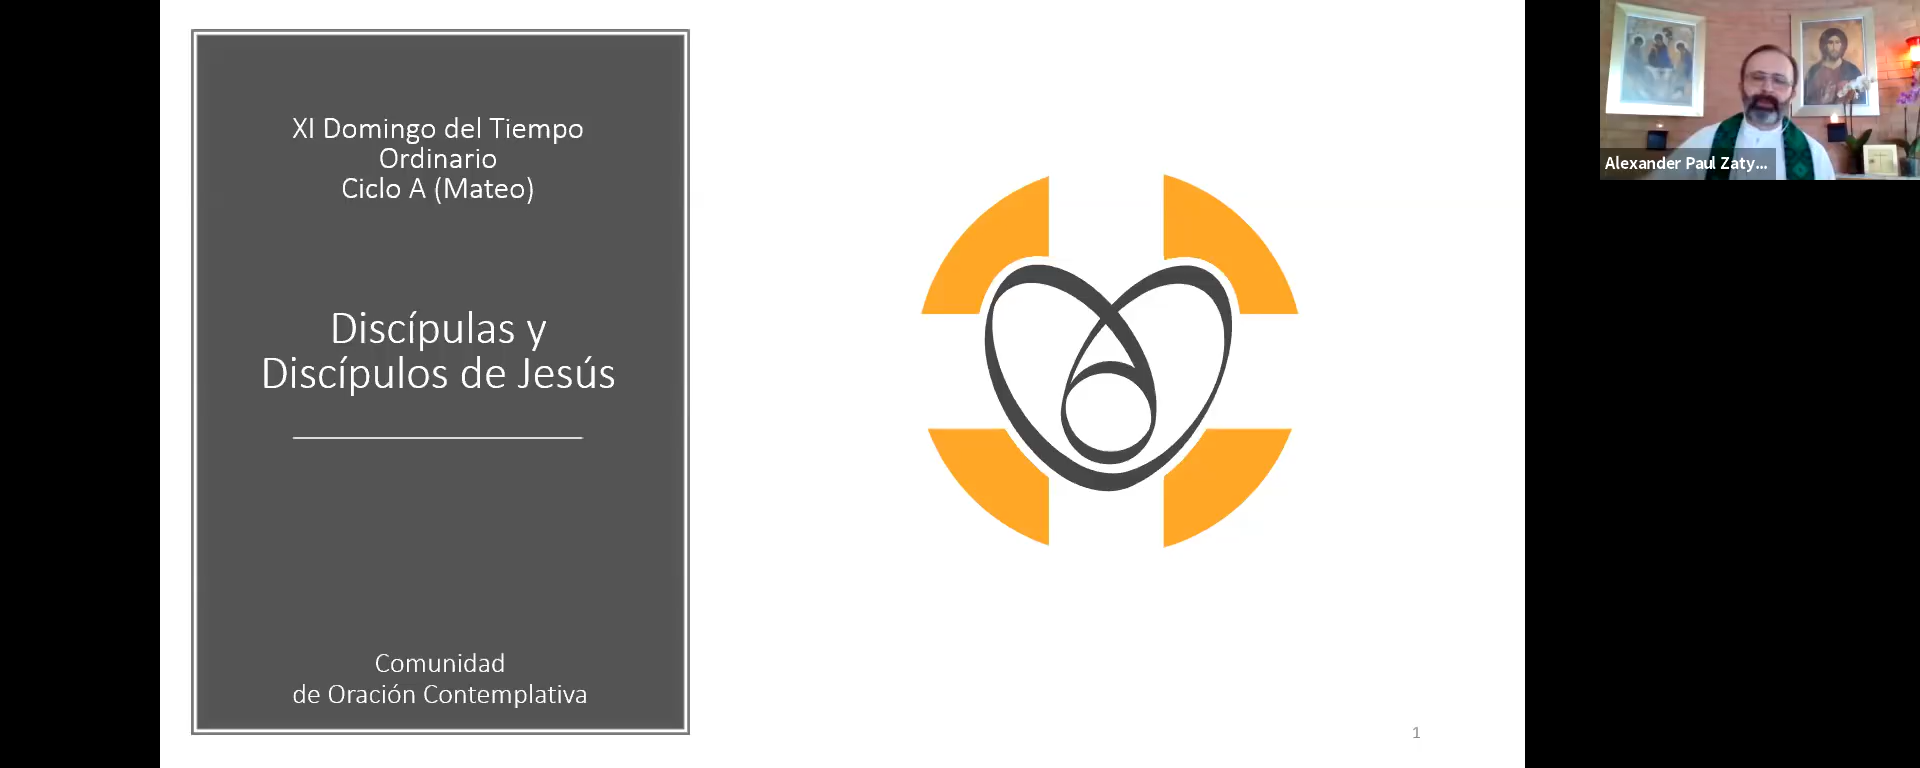 XI Domingo del Tiempo
Ordinario
Ciclo A (Mateo)
Discípulas y
Discípulos de Jesús
Comunidad
de Oración Contemplativa
1
Alexander Paul Zaty...